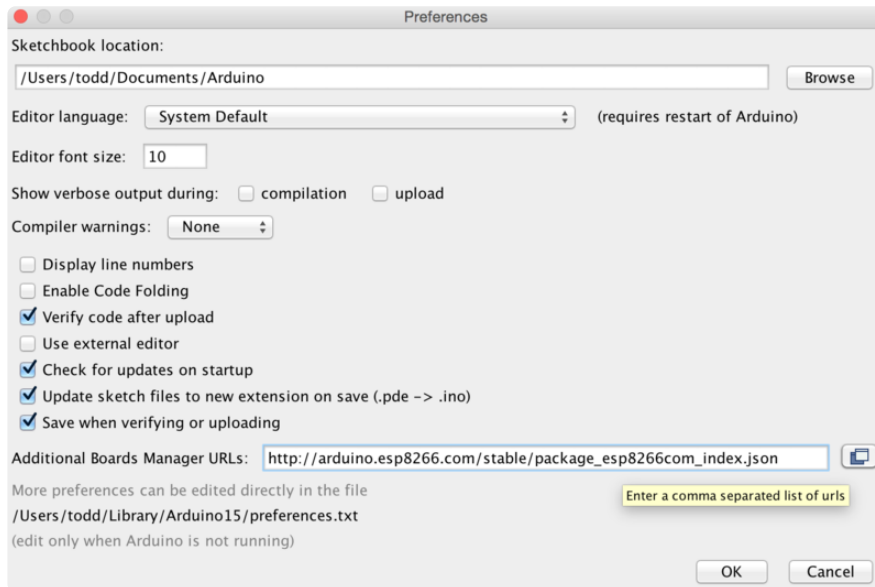 Preferences
Sketchbook location:
/Users/todd/Documents/Arduino Browse
Editor language: System Default (requires restart of Arduino)
Editor font size: 10
Show verbose output during: compilation upload
Compiler warnings: None
Display line numbers
Enable Code Folding
Verify code after upload
Use external editor
Check for updates on startup
Update sketch files to new extension on save (.pde -> .ino)
Save when verifying or uploading
Additional Boards Manager URLs: http://arduino.esp8266.com/stable/package_esp8266com_index.json
More preferences can be edited directly in the file
Enter a comma separated list of urls
/Users/todd/Library/Arduino15/preferences.txt
(edit only when Arduino is not running)
OK Cancel